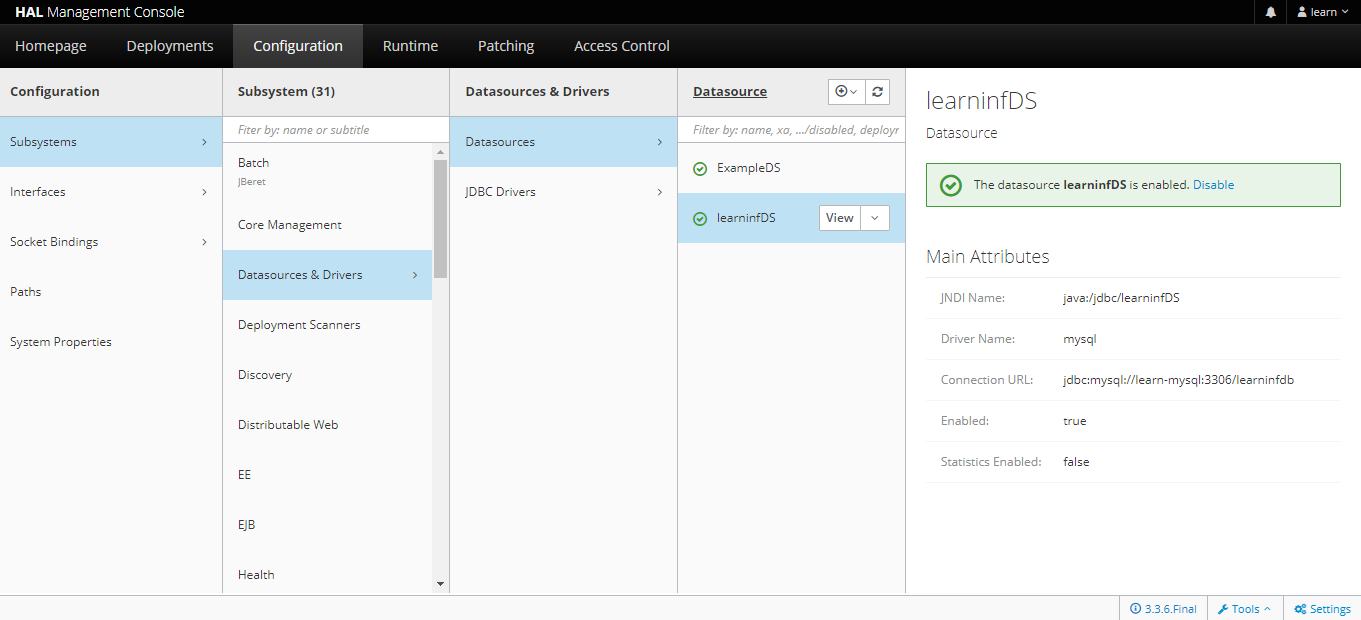 HAL Management Console
learn
Homepage Deployments Configuration Runtime Patching Access Control
Configuration
Subsystems
Interfaces
Socket Bindings
Paths
System Properties
Subsystem (31)
Fiter by: name or subtitle
Batch
JBeret
Core Management
Datasources & Drivers
Deployment Scanners
Discovery
Distributable Web
EE
EJB
Health
Datasources & Drivers
Datasources
JDBC Drivers
Datasource
Filter by: name, xa, .../disabled, deployr
ExampleDS
learninfDS View
learninfDS
Datasource
The datasource learninfDS is enabled. Disable
Main Attributes
JNDI Name: java:/jdbc/learninfDS
Driver Name: mysql
Connection URL: jdbc:mysql://learn-mysql:3306/learninfdb
Enabled: true
Statistics Enabled: false
3.3.6.Final Tools Settings